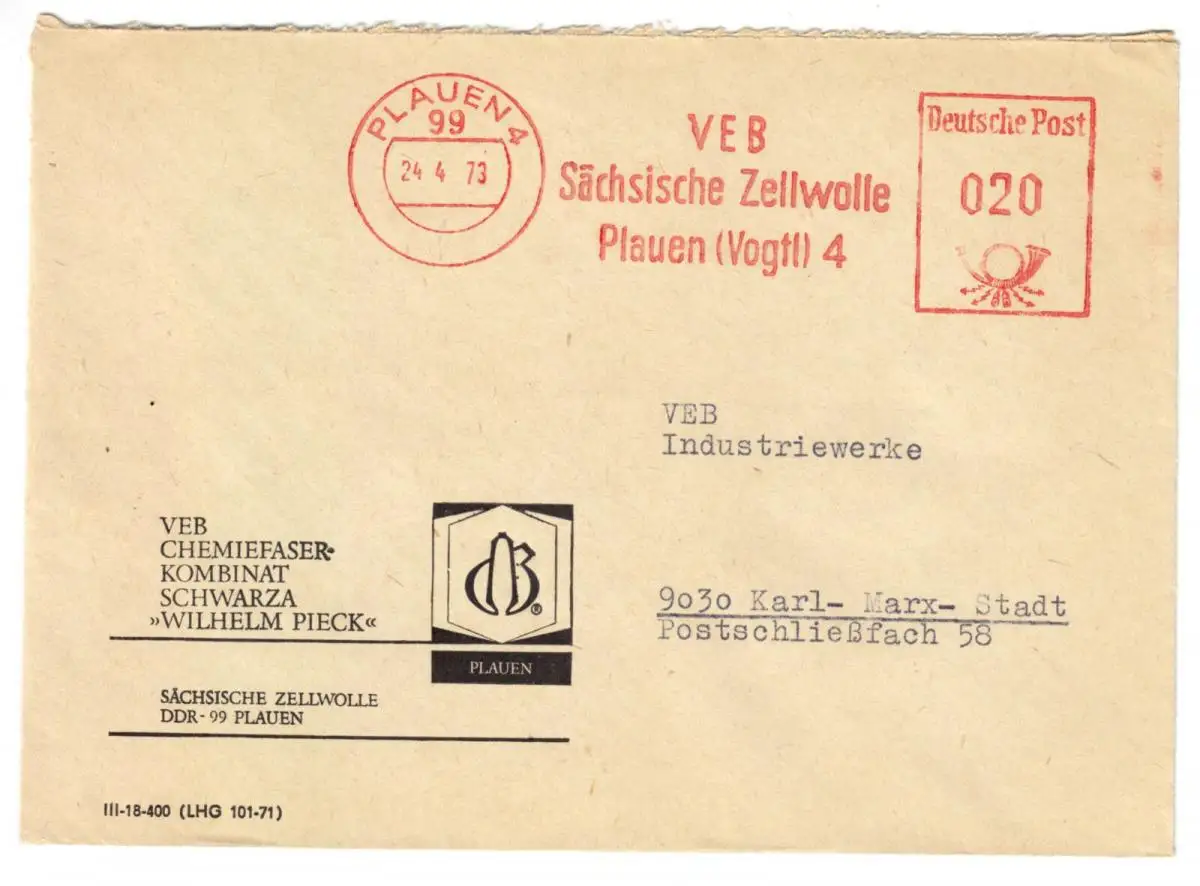 PLAUEN 4
99
24 4 73
VEB
Sächsische Zellwolle
Plauen (Vogtl) 4
Deutsche Post
020
VEB
Industriewerke
9030 Karl- Marx- Stadt
Postschließfach 58
VEB
CHEMIEFASER-
KOMBINAT
SCHWARZA
»WILHELM PIECK«
®
PLAUEN
SÄCHSISCHE ZELLWOLLE
DDR- 99 PLAUEN
III-18-400 (LHG 101-71)